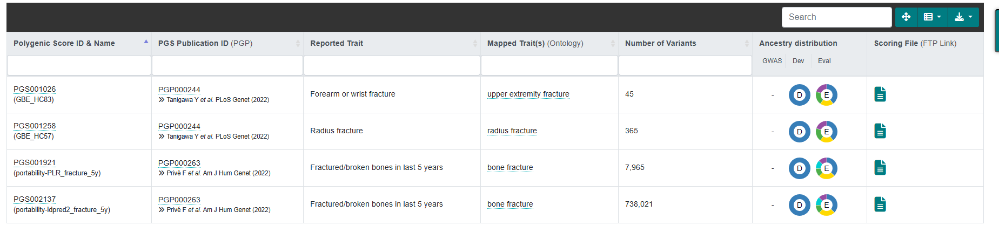 Search
Polygenic Score ID & Name
PGS Publication ID (PGP)
Reported Trait
Mapped Trait(s) (Ontology)
Number of Variants
Ancestry distribution
Scoring File (FTP Link)
GWAS
Dev
Eval
PGS001026
(GBE_HC83)
PGP000244
Tanigawa Y et al. PLoS Genet (2022)
Forearm or wrist fracture
upper extremity fracture
45
-
D
E
PGS001258
(GBE_HC57)
PGP000244
Tanigawa Y et al. PLoS Genet (2022)
Radius fracture
radius fracture
365
-
D
E
PGS001921
(portability-PLR_fracture_5y)
PGP000263
Privé F et al. Am J Hum Genet (2022)
Fractured/broken bones in last 5 years
bone fracture
7,965
-
D
E
PGS002137
(portability-ldpred2_fracture_5y)
PGP000263
Privé F et al. Am J Hum Genet (2022)
Fractured/broken bones in last 5 years
bone fracture
738,021
-
D
E